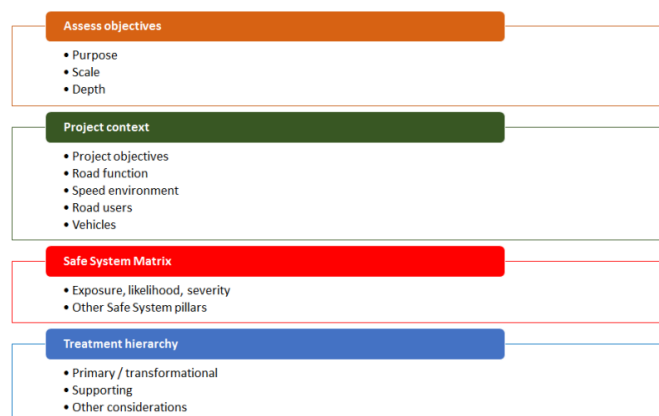 Assess objectives
• Purpose
• Scale
• Depth
Project context
• Project objectives
• Road function
• Speed environment
• Road users
• Vehicles
Safe System Matrix
• Exposure, likelihood, severity
• Other Safe System pillars
Treatment hierarchy
• Primary / transformational
• Supporting
• Other considerations